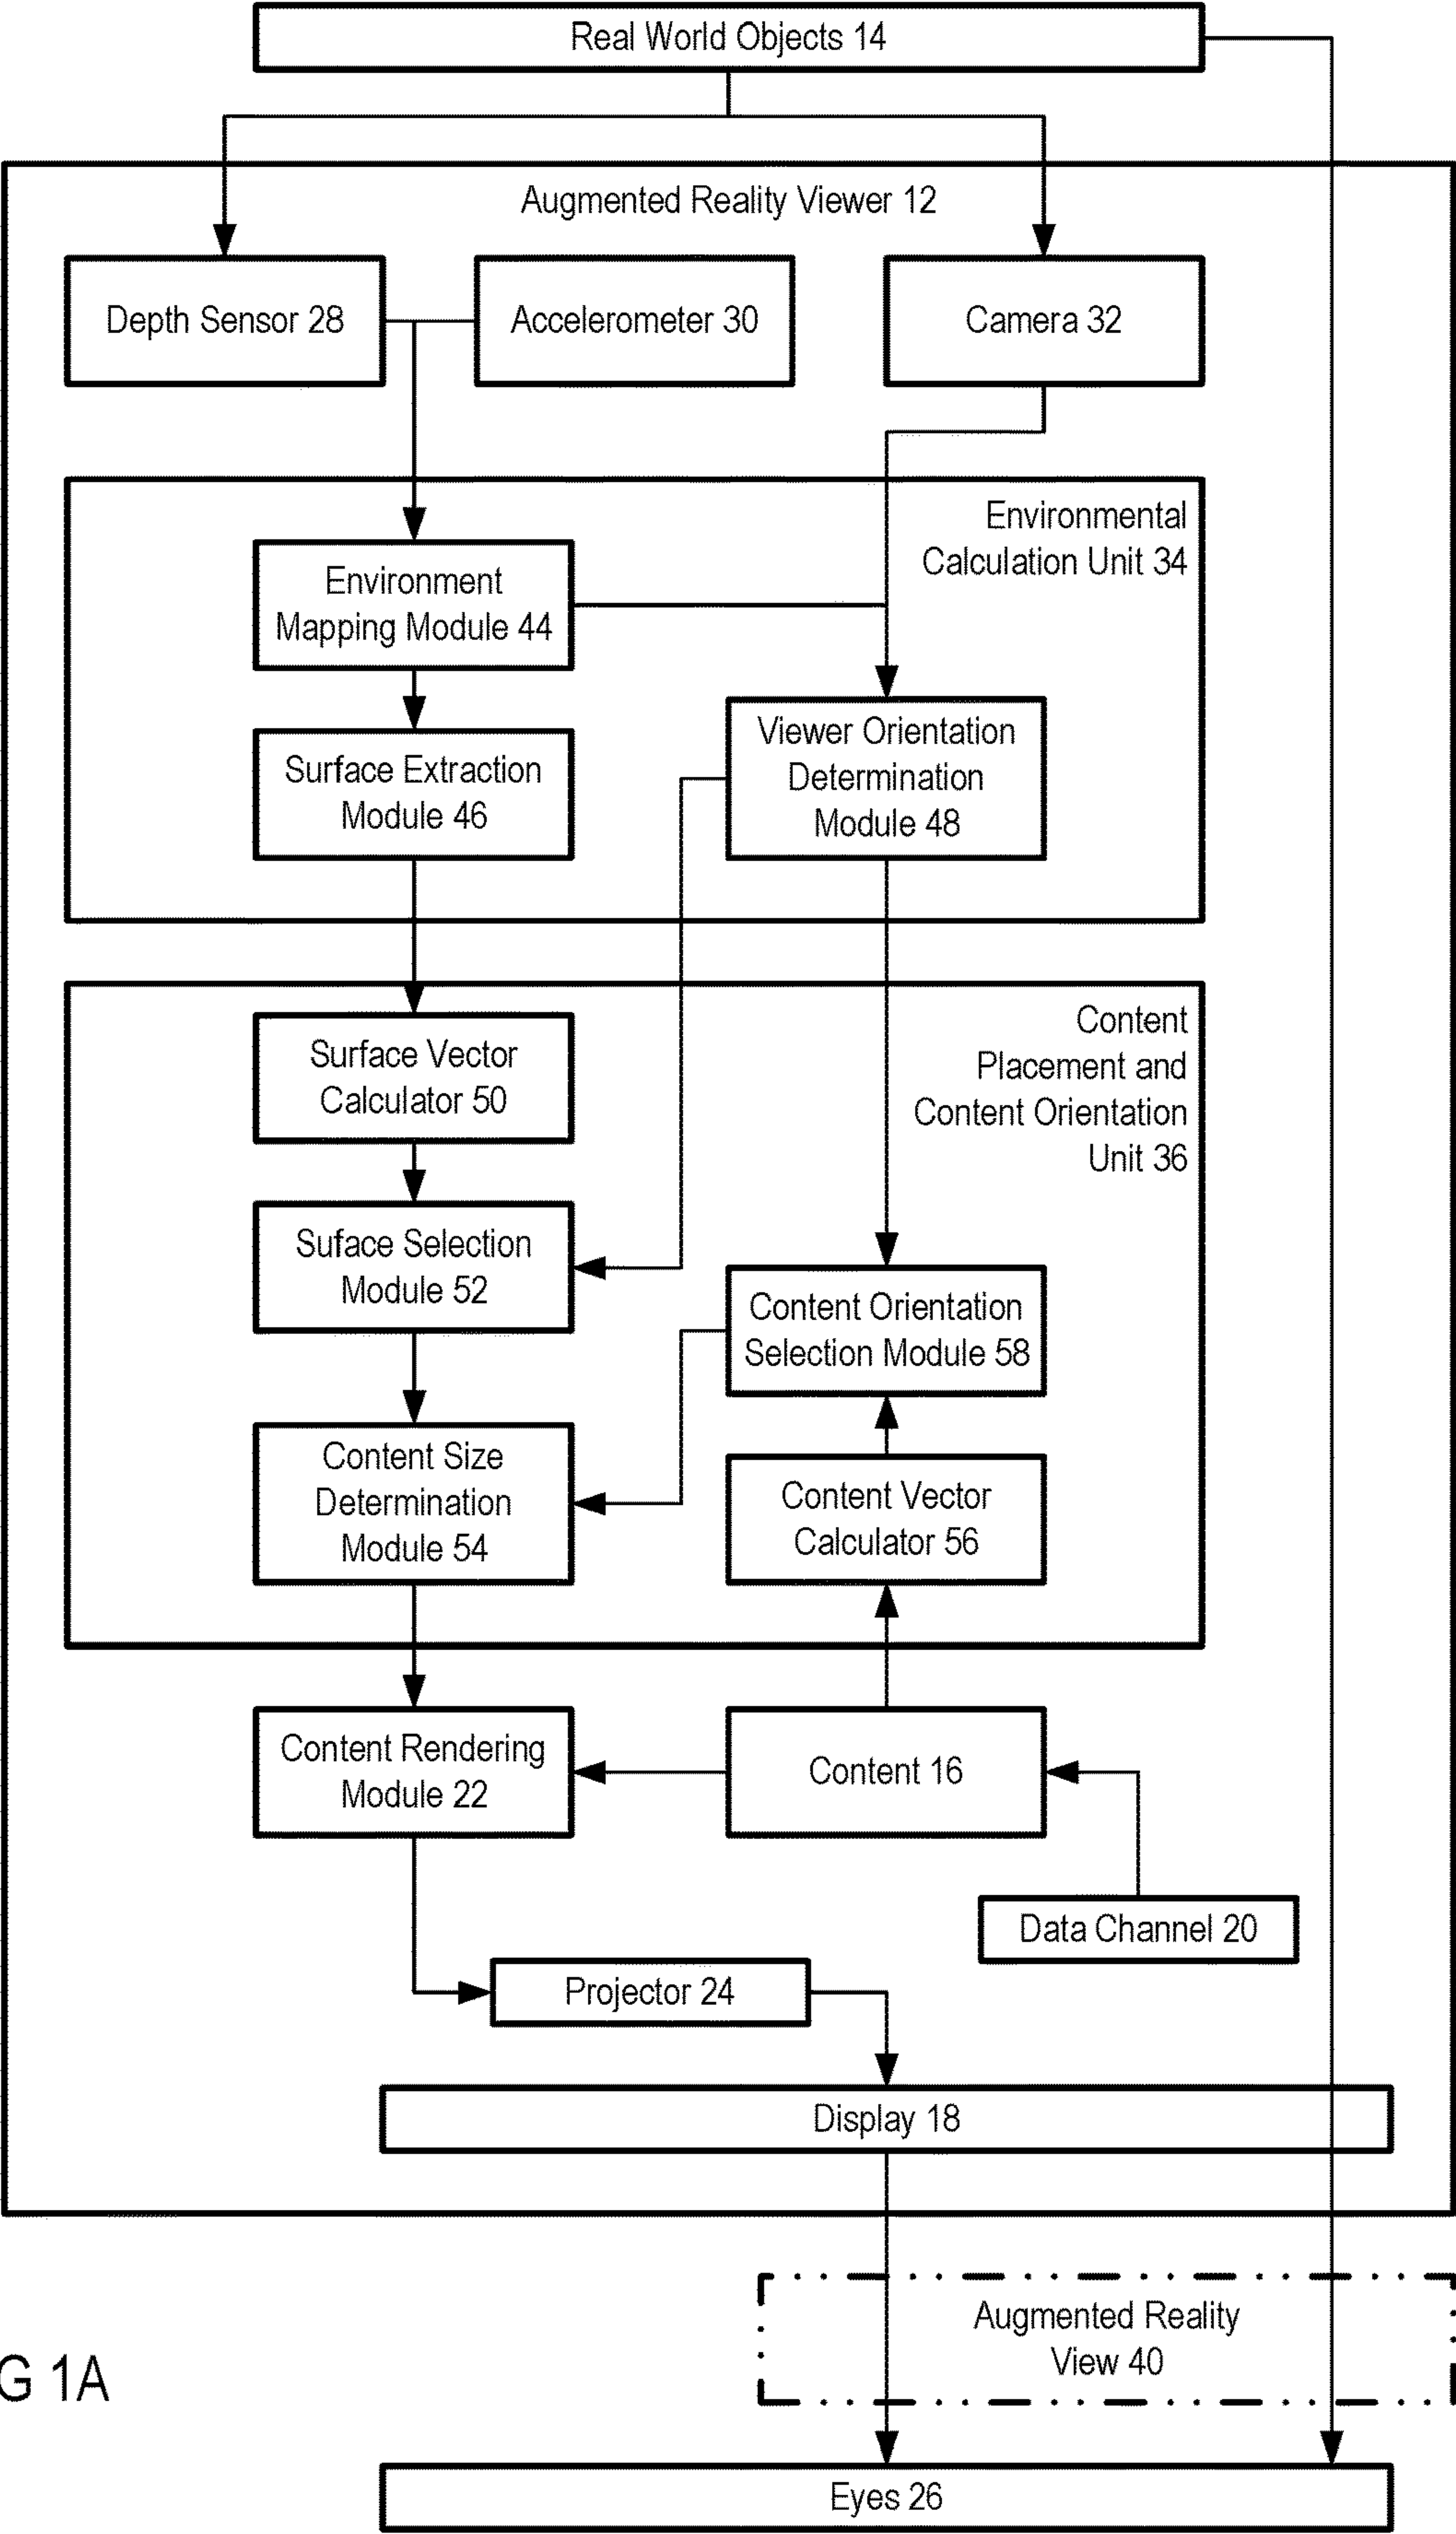 Real World Objects 14
Augmented Reality Viewer 12
Depth Sensor 28
Accelerometer 30
Camera 32
Environmental
Calculation Unit 34
Environment
Mapping Module 44
Viewer Orientation
Determination
Module 48
Surface Extraction
Module 46
Content
Placement and
Content Orientation
Unit 36
Surface Vector
Calculator 50
Suface Selection
Module 52
Content Orientation
Selection Module 58
Content Size
Determination
Module 54
Content Vector
Calculator 56
Content Rendering
Module 22
Content 16
Data Channel 20
Projector 24
Display 18
Augmented Reality
View 40
G 1A
Eyes 26